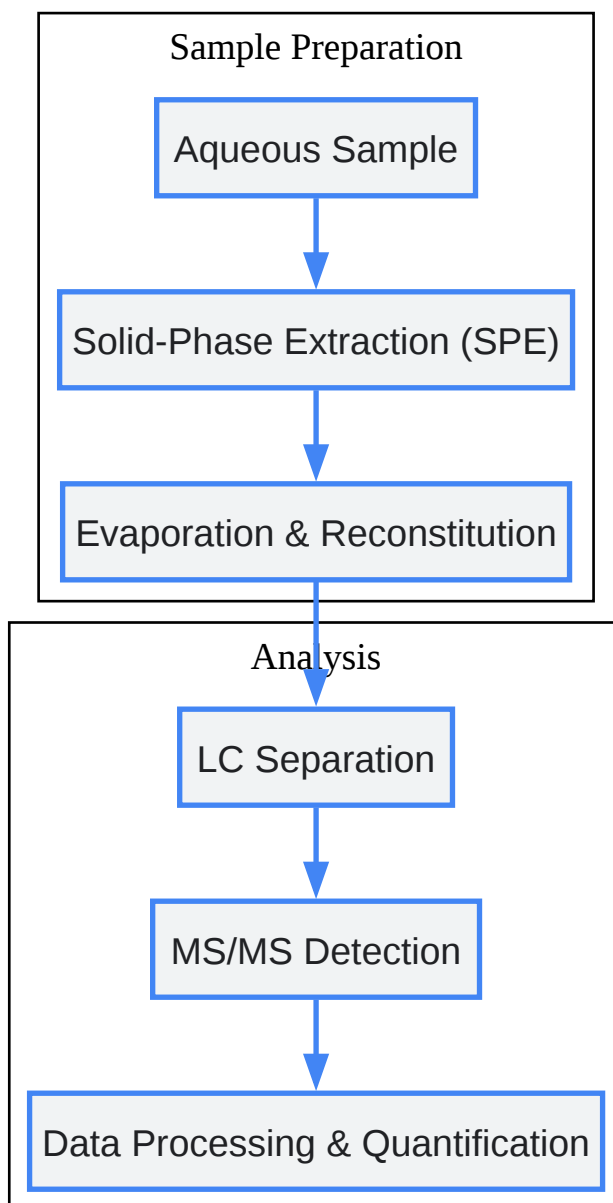 Sample Preparation
Aqueous Sample
Solid-Phase Extraction (SPE)
Evaporation & Reconstitution
Analysis
LC Separation
MS/MS Detection
Data Processing & Quantification